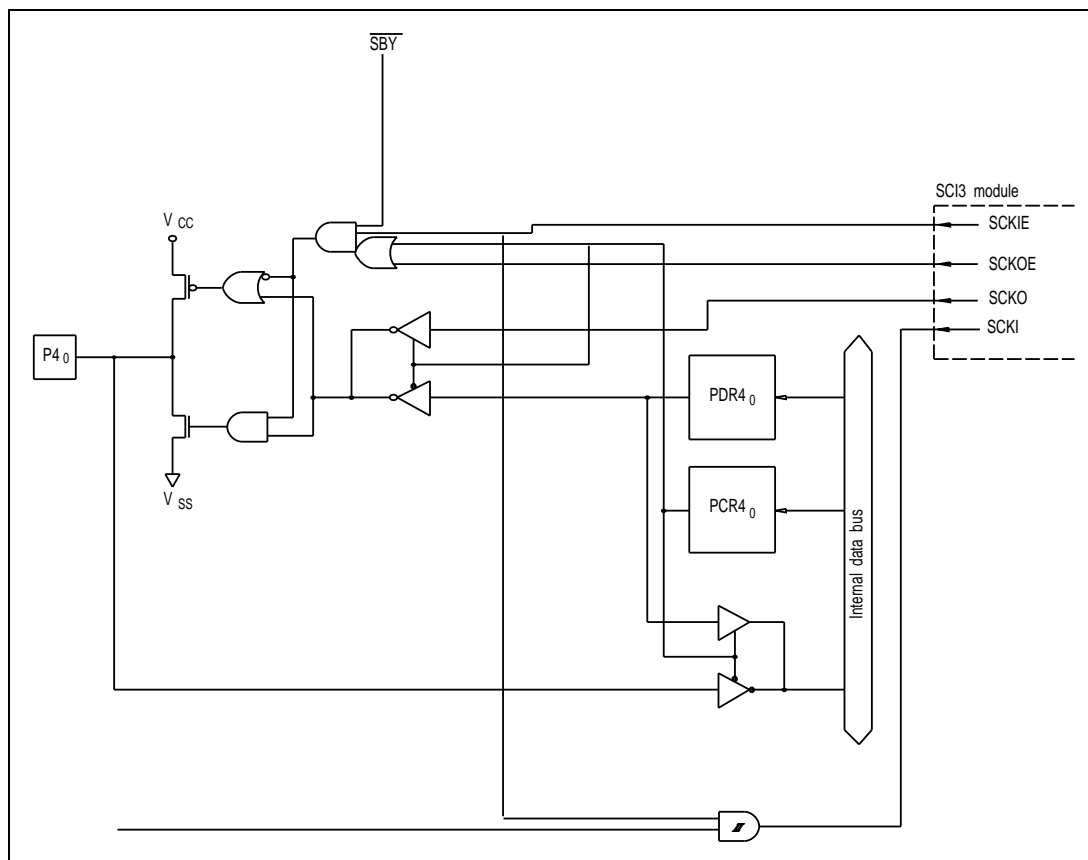 SBY
SCI3 module
V CC
SCKIE
SCKOE
SCKO
SCKI
P4 0
PDR4 0
V SS
PCR4 0
Internal data bus